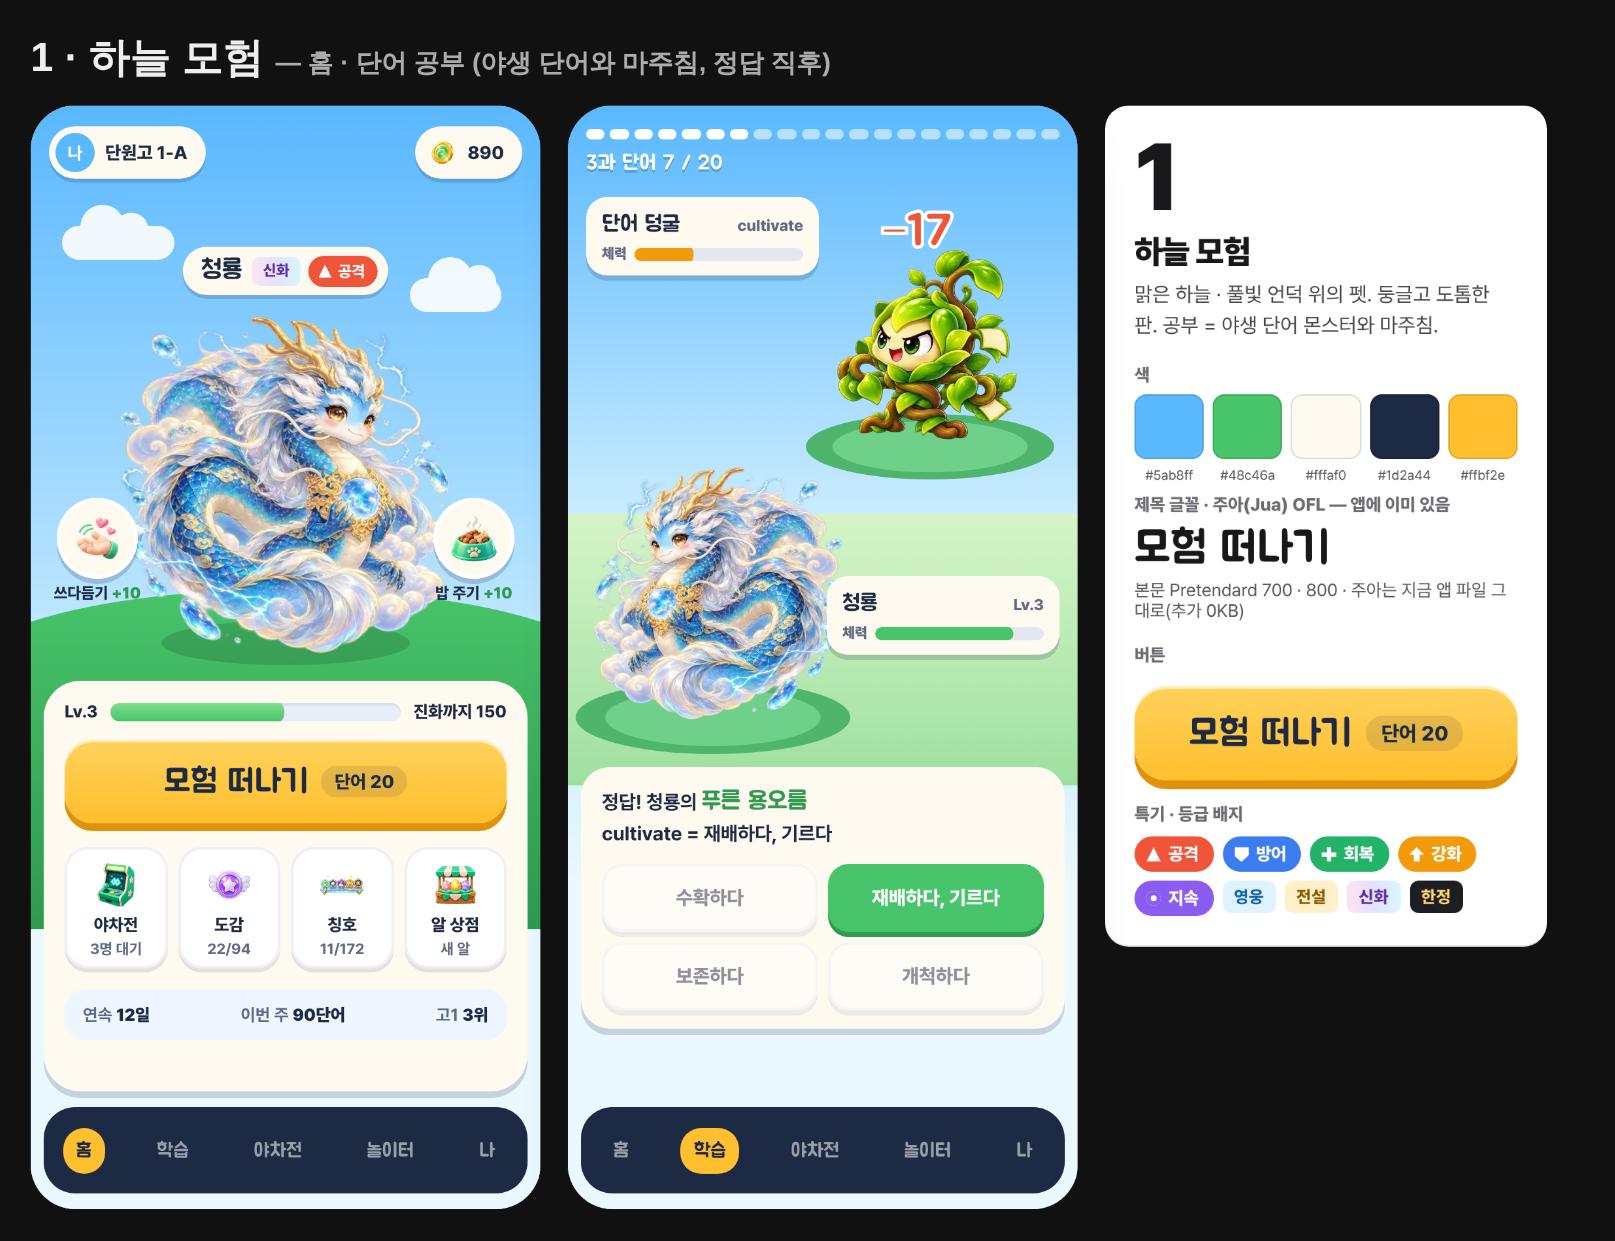 1 · 하늘 모험 — 홈 · 단어 공부 (야생 단어와 마주침, 정답 직후)
나 단원고 1-A
890
청룡 신화 ▲ 공격
쓰다듬기 +10
밥 주기 +10
Lv.3 진화까지 150
모험 떠나기 단어 20
야차전 도감 칭호 알 상점
3명 대기 22/94 11/172 새 알
연속 12일 이번 주 90단어 고1 3위
홈 학습 야차전 놀이터 나
3과 단어 7 / 20
단어 덩굴 cultivate
체력
–17
청룡 Lv.3
체력
정답! 청룡의 푸른 용오름
cultivate = 재배하다, 기르다
수확하다 재배하다, 기르다
보존하다 개척하다
홈 학습 야차전 놀이터 나
1
하늘 모험
맑은 하늘 · 풀빛 언덕 위의 펫. 둥글고 도톰한
판. 공부 = 야생 단어 몬스터와 마주침.
색
#5ab8ff #48c46a #fffaf0 #1d2a44 #ffbf2e
제목 글꼴 · 주아(Jua) OFL — 앱에 이미 있음
모험 떠나기
본문 Pretendard 700 · 800 · 주아는 지금 앱 파일 그
대로(추가 0KB)
버튼
모험 떠나기 단어 20
특기 · 등급 배지
공격 방어 회복 강화
지속 영웅 전설 신화 한정